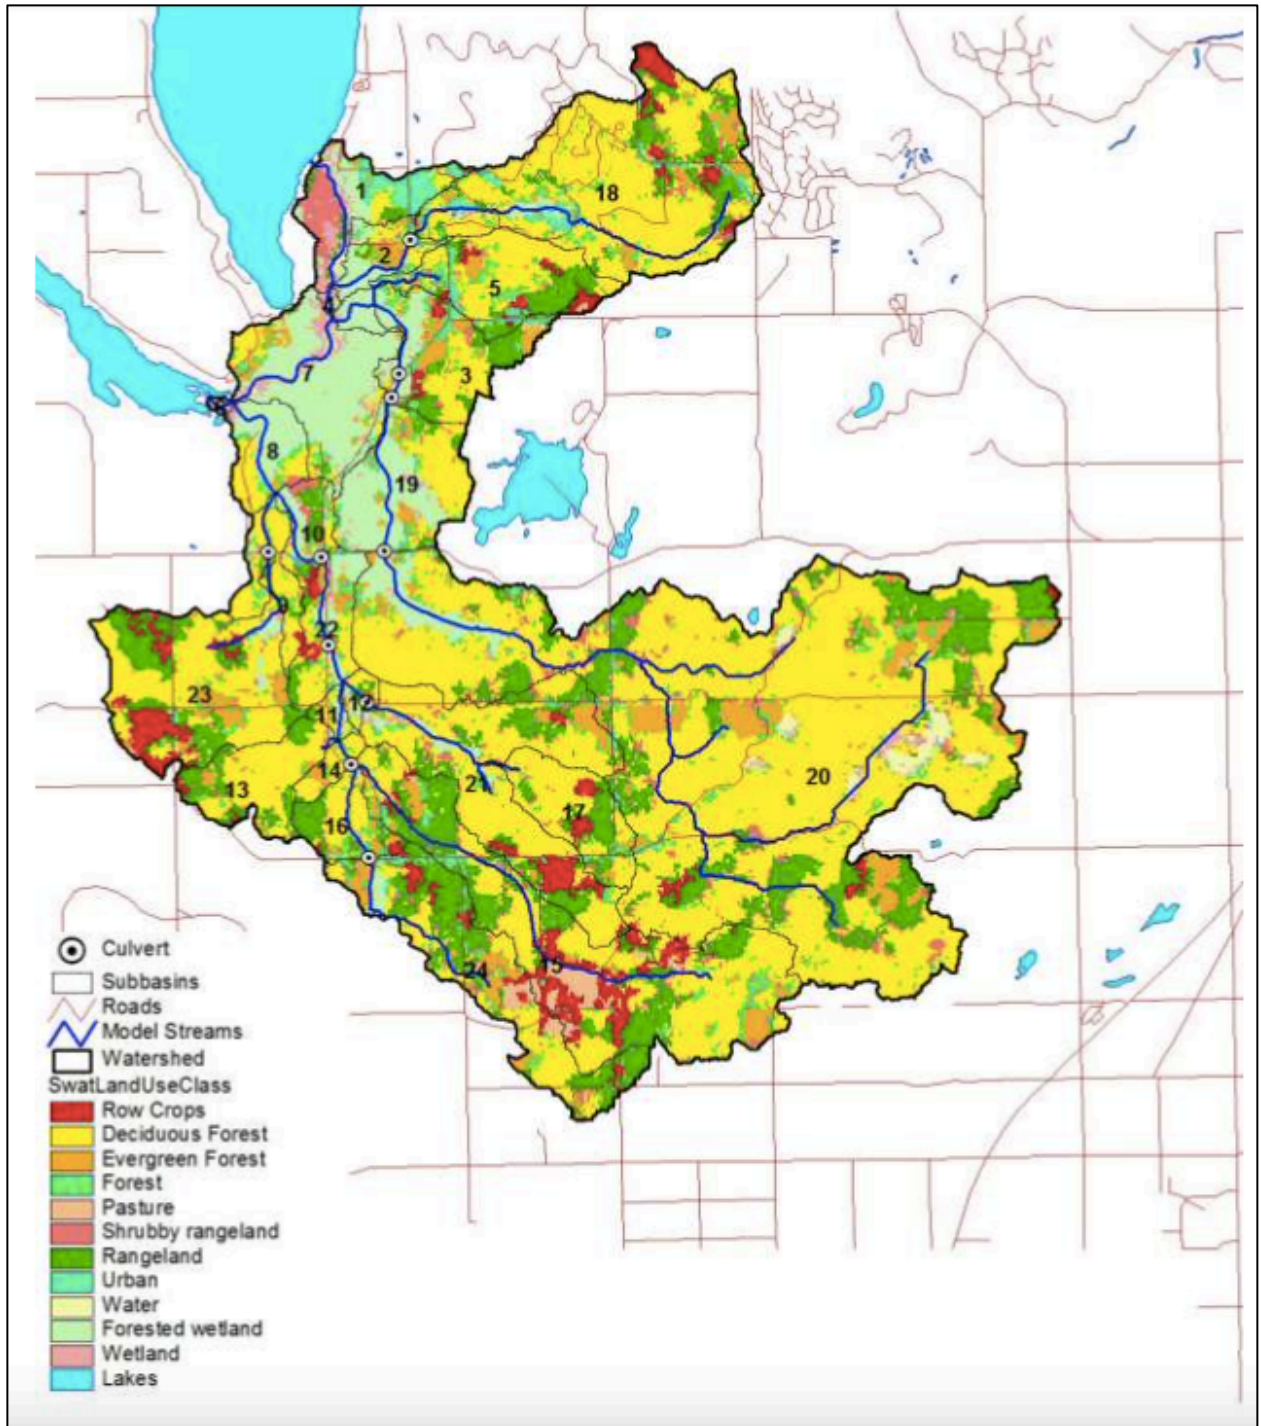 1
18
2
5
4
7
3
8
19
10
9
22
23
11
12
14
20
21
13
17
16
15
24
Culvert
Subbasins
Roads
Model Streams
Watershed
SwatLandUseClass
Row Crops
Deciduous Forest
Evergreen Forest
Forest
Pasture
Shrubby rangeland
Rangeland
Urban
Water
Forested wetland
Wetland
Lakes